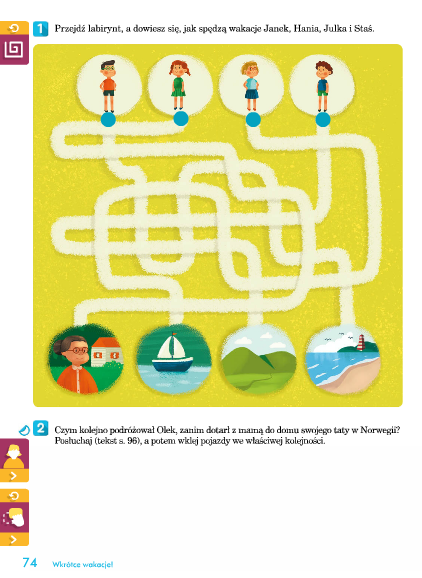 1 Przejdź labirynt, a dowiesz się, jak spędzą wakacje Janek, Hania, Julka i Staś.
2 Czym kolejno podróżował Olek, zanim dotarł z mamą do domu swojego taty w Norwegii?
Posłuchaj (tekst s. 96), a potem wklej pojazdy we właściwej kolejności.
74 Wkrótce wakacje!